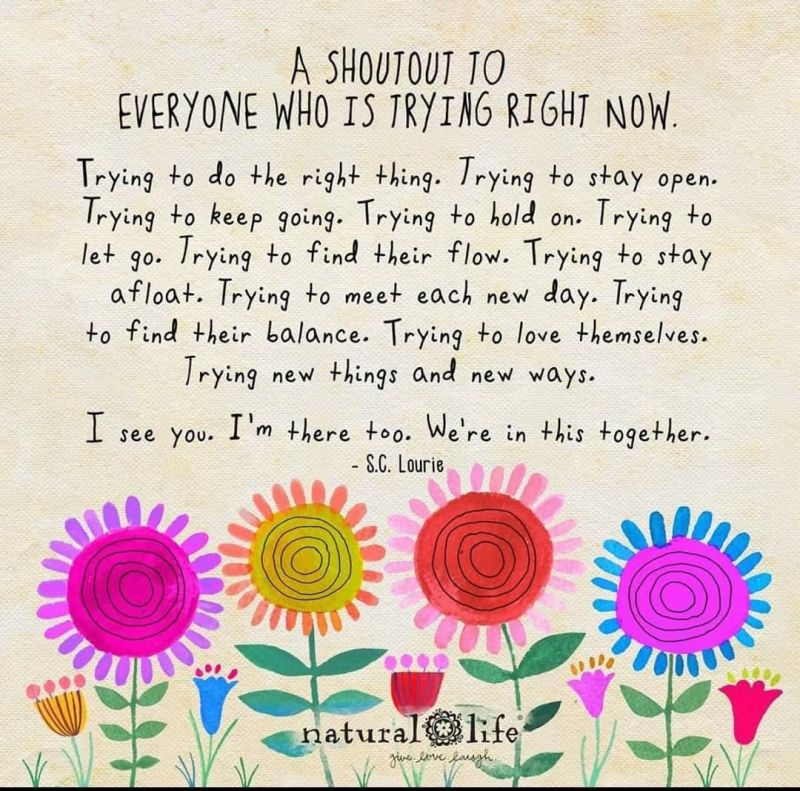 A SHOUTOUT TO
EVERYONE WHO IS TRYING RIGHT NOW.
Trying to do the right thing. Trying to stay open.
Trying to keep going. Trying to hold on. Trying to
let go. Trying to find their flow. Trying to stay
afloat. Trying to meet each new day. Trying
to find their balance. Trying to love themselves.
Trying new things and new ways.
I see you. I'm there too. We're in this together.
- S.C. Lourie
natural life
give. love. laugh.